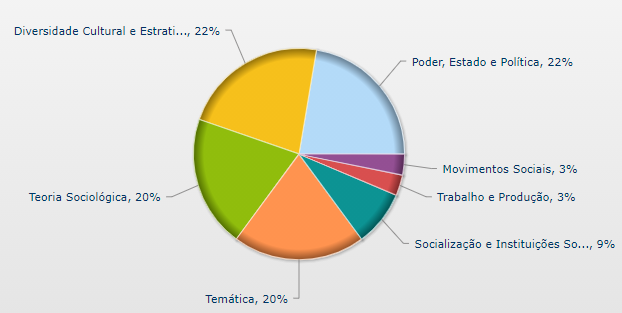 Diversidade Cultural e Estrati..., 22%
Poder, Estado e Política, 22%
Movimentos Sociais, 3%
Teoria Sociológica, 20%
Trabalho e Produção, 3%
Socialização e Instituições So..., 9%
Temática, 20%